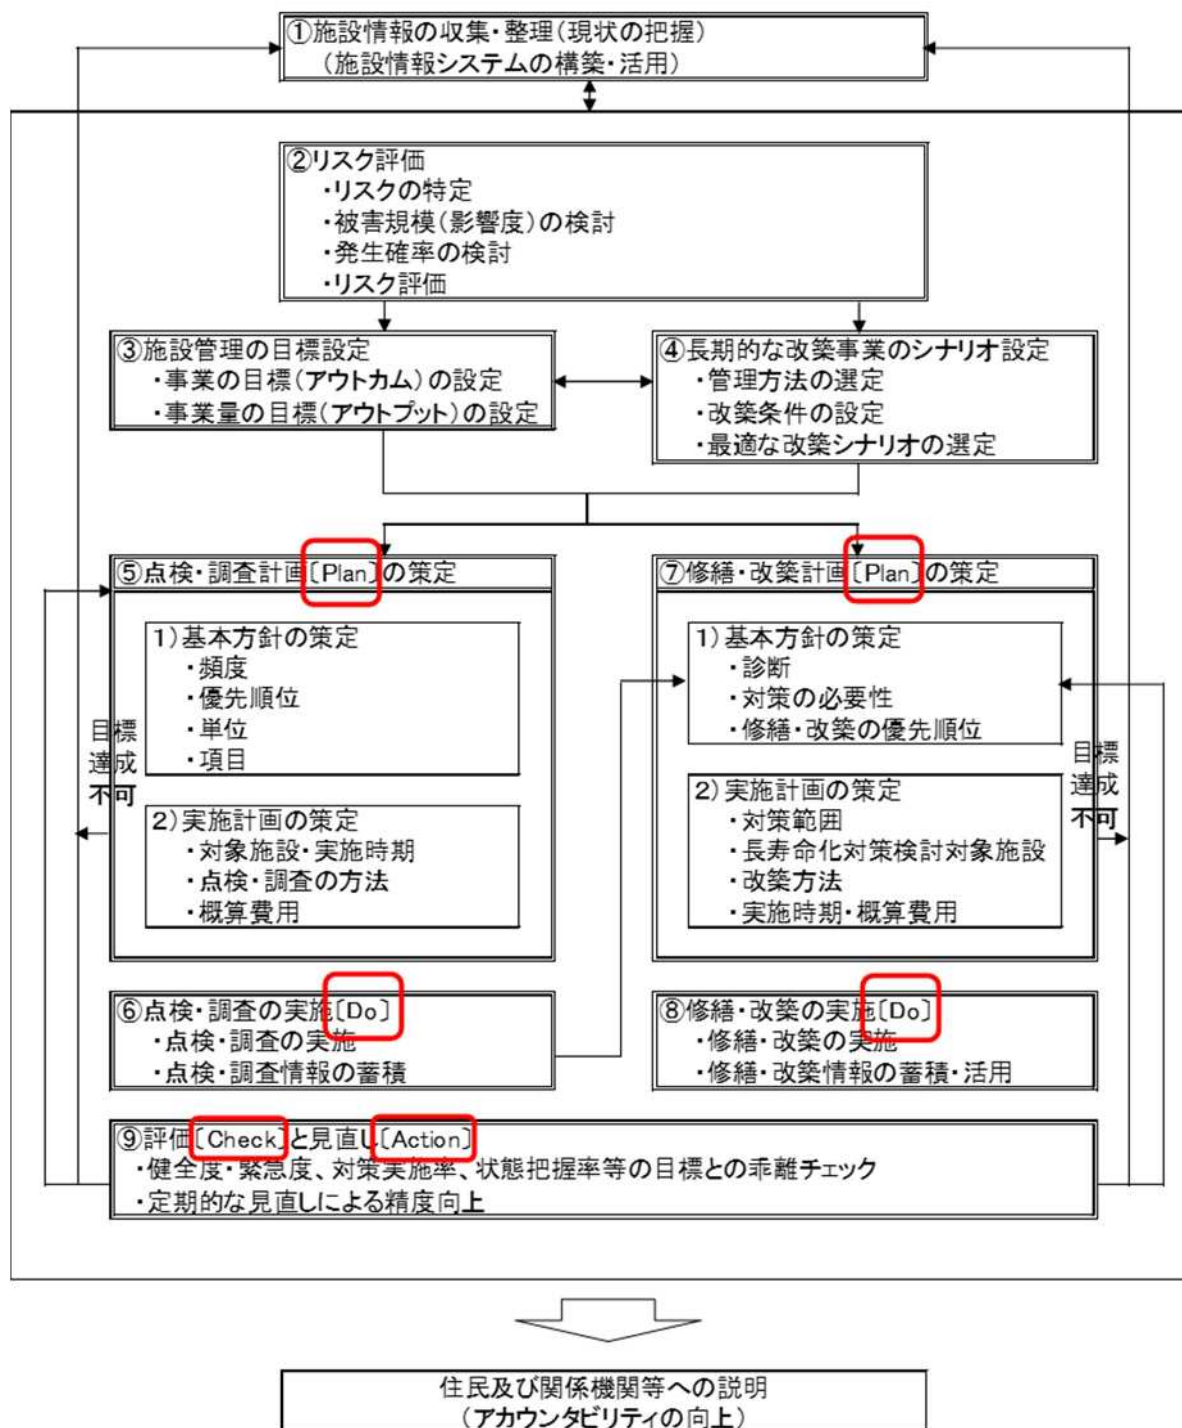 ①施設情報の収集・整理(現状の把握)
(施設情報システムの構築・活用)
②リスク評価
・リスクの特定
・被害規模(影響度)の検討
・発生確率の検討
・リスク評価
③施設管理の目標設定
・事業の目標(アウトカム)の設定
・事業量の目標(アウトプット)の設定
④長期的な改築事業のシナリオ設定
・管理方法の選定
・改築条件の設定
・最適な改築シナリオの選定
⑤点検・調査計画〔Plan〕の策定
1)基本方針の策定
・頻度
・優先順位
・単位
・項目
2)実施計画の策定
・対象施設・実施時期
・点検・調査の方法
・概算費用
目標
達成
不可
⑦修繕・改築計画〔Plan〕の策定
1)基本方針の策定
・診断
・対策の必要性
・修繕・改築の優先順位
2)実施計画の策定
・対策範囲
・長寿命化対策検討対象施設
・改築方法
・実施時期・概算費用
目標
達成
不可
⑥点検・調査の実施〔Do〕
・点検・調査の実施
・点検・調査情報の蓄積
⑧修繕・改築の実施〔Do〕
・修繕・改築の実施
・修繕・改築情報の蓄積・活用
⑨評価〔Check〕と見直し〔Action〕
・健全度・緊急度、対策実施率、状態把握率等の目標との乖離チェック
・定期的な見直しによる精度向上
住民及び関係機関等への説明
(アカウンタビリティの向上)